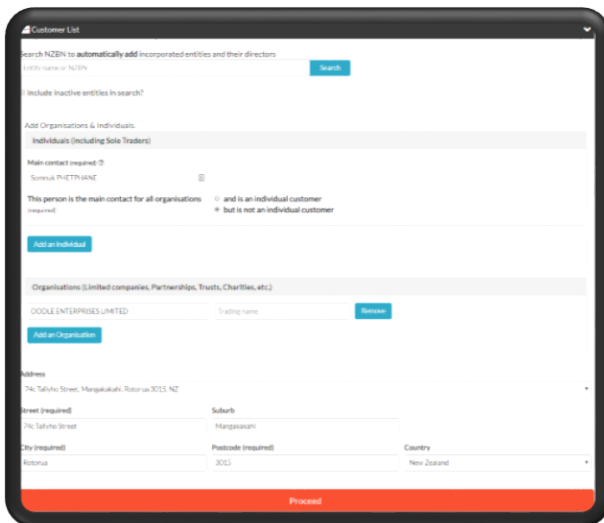 Customer List
Search NZBN to automatically add incorporated entities and their directors
Entity name or NZBN
Search
Include inactive entities in search?
Add Organisations & Individuals.
Individuals (Including Sole Traders)
Main contact (required)
Somnuk PHETPHANE
This person is the main contact for all organisations
(required)
and is an individual customer
but is not an individual customer
Add an Individual
Organisations (Limited companies, Partnerships, Trusts, Charities, etc.)
OODLE ENTERPRISES LIMITED
Trading name
Remove
Add an Organisation
Address
74c Tallyho Street, Mangakakahi, Rotorua 3015, NZ
Street (required)
Suburb
74c Tallyho Street
City (required)
Postcode (required)
Country
Rotorua
3015
New Zealand
Proceed